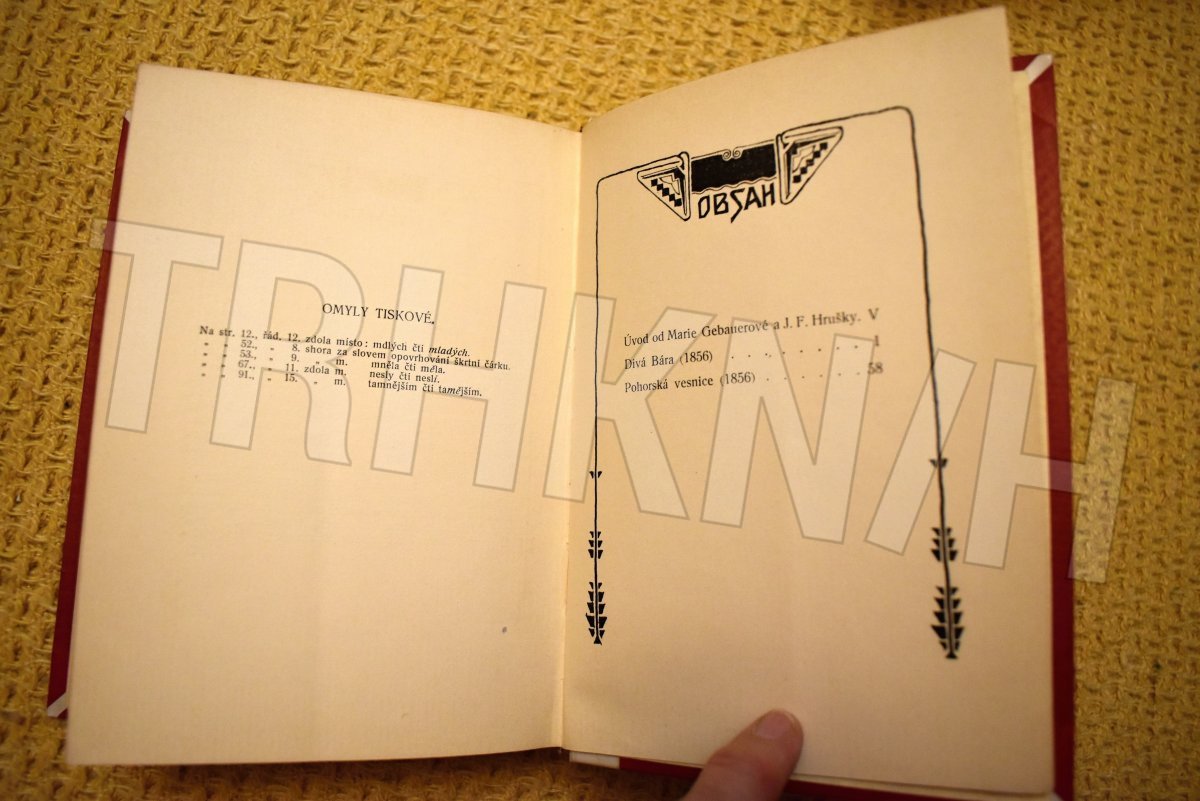 OMYLY TISKOVÉ.
Na str. 12., řád. 12. zdola místo: mdlých čti mladých.
„ „ 52., „ 8. shora za slovem opovrhování škrtni čárku.
„ „ 53., „ 9. „ m. mněla čti měla.
„ „ 67., „ 11. zdola m. nesly čti nesli.
„ „ 91., „ 15. „ m. tamnějším čti tamějším.
OBSAH
Úvod od Marie Gebauerové a J. F. Hrušky. V
Divá Bára (1856) . . . . . . . . 1
Pohorská vesnice (1856) . . . . . . . 58
TRHKNIH